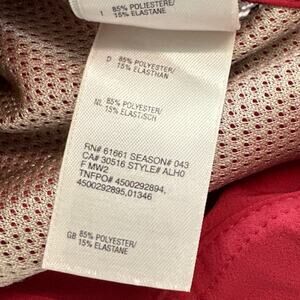 I 85% POLIESTERE/
15% ELASTANE
D 85% POLYESTER/
15% ELASTHAN
NL 85% POLYESTER/
15% ELASTISCH
RN# 61661 SEASON# 043
CA# 30516 STYLE# ALH0
F MW2
TNFPO# 4500292894,
4500292895,01346
GB 85% POLYESTER/
15% ELASTANE